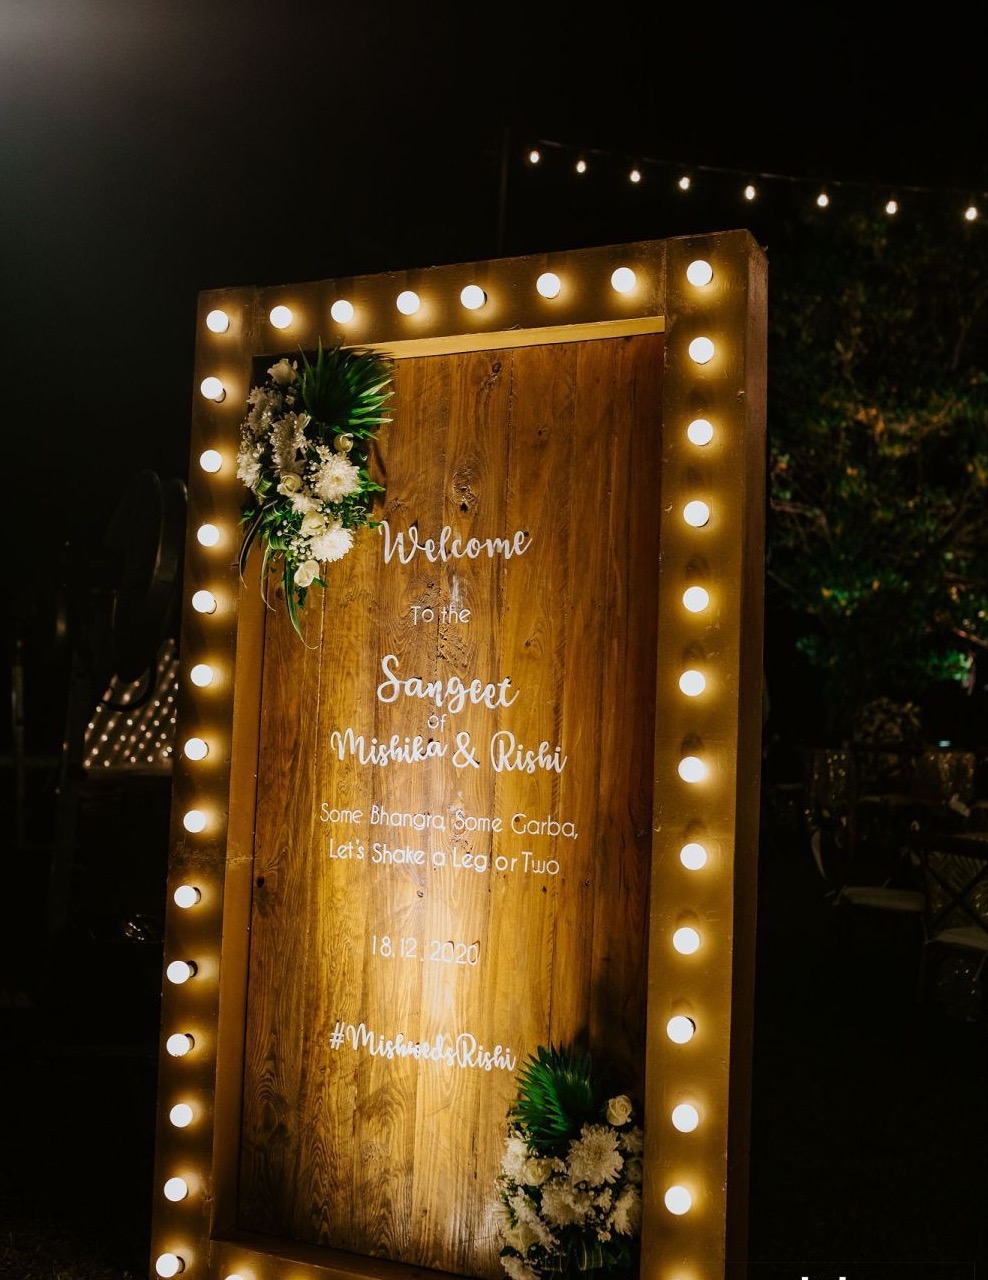 Welcome
To the
Sangeet
of
Mishika & Rishi
Some Bhangra, Some Garba,
Let's Shake a Leg or Two
18.12.2020
#MishwedsRishi